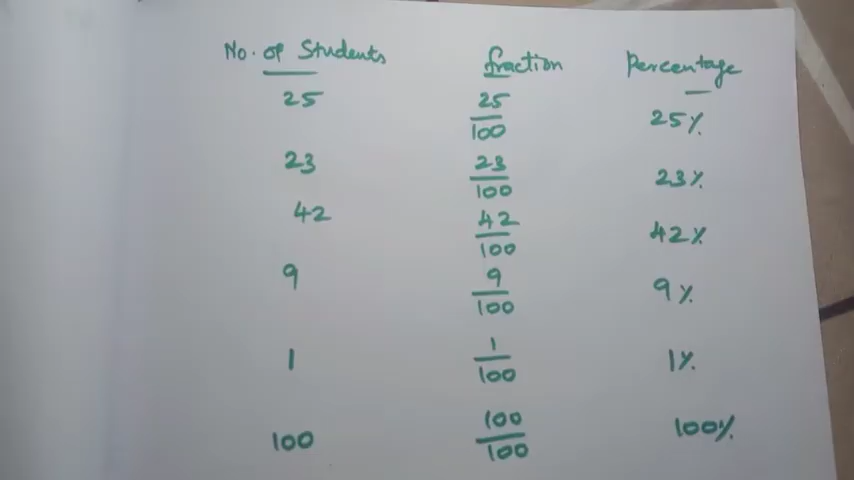 No. of Students fraction Percentage
25 25/100 25%
23 23/100 23%
42 42/100 42%
9 9/100 9%
1 1/100 1%
100 100/100 100%